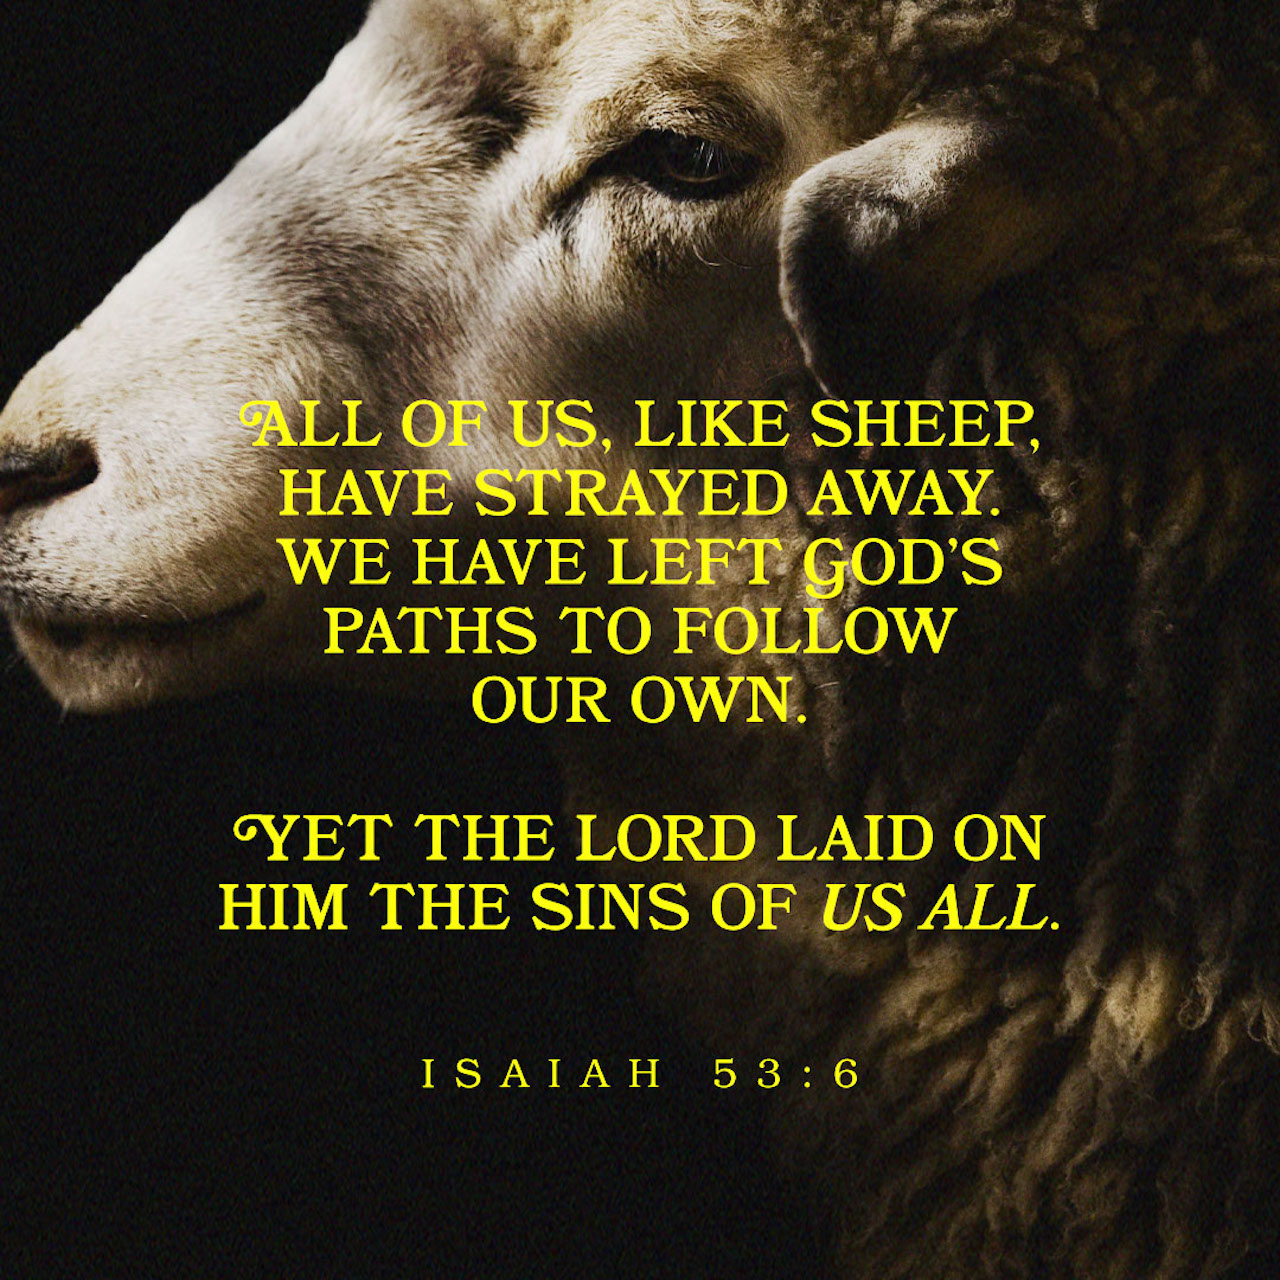 ALL OF US, LIKE SHEEP,
HAVE STRAYED AWAY.
WE HAVE LEFT GOD’S
PATHS TO FOLLOW
OUR OWN.
YET THE LORD LAID ON
HIM THE SINS OF US ALL.
ISAIAH 53:6